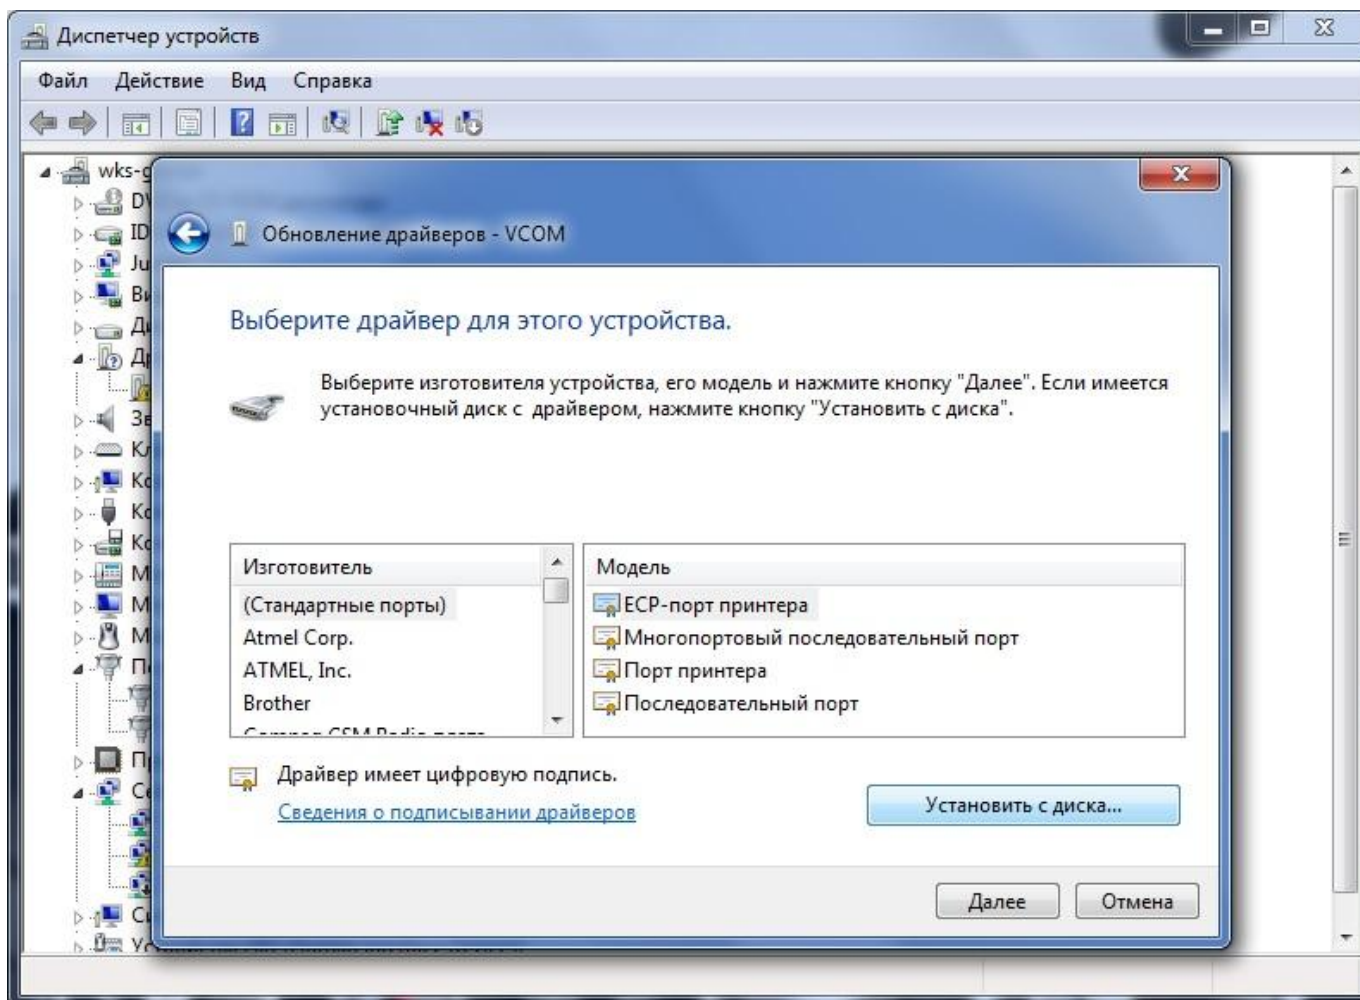 Диспетчер устройств
Файл Действие Вид Справка
Обновление драйверов - VCOM
Выберите драйвер для этого устройства.
Выберите изготовителя устройства, его модель и нажмите кнопку "Далее". Если имеется
установочный диск с драйвером, нажмите кнопку "Установить с диска".
Изготовитель
(Стандартные порты)
Atmel Corp.
ATMEL, Inc.
Brother
Модель
ECP-порт принтера
Многопортовый последовательный порт
Порт принтера
Последовательный порт
Драйвер имеет цифровую подпись.
Сведения о подписывании драйверов
Установить с диска...
Далее Отмена